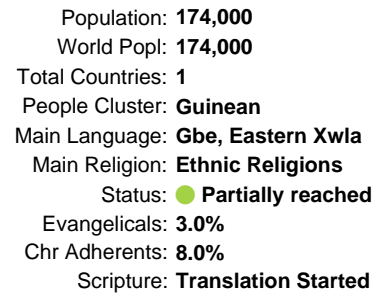 Population: 174,000
World Popl: 174,000
Total Countries: 1
People Cluster: Guinean
Main Language: Gbe, Eastern Xwla
Main Religion: Ethnic Religions
Status: Partially reached
Evangelicals: 3.0%
Chr Adherents: 8.0%
Scripture: Translation Started